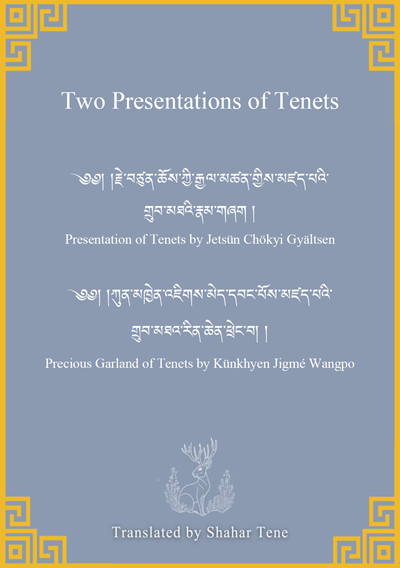 Two Presentations of Tenets
༄༅། །རྗེ་བཙུན་ཆོས་ཀྱི་རྒྱལ་མཚན་གྱིས་མཛད་པའི་
གྲུབ་མཐའི་རྣམ་གཞག །
Presentation of Tenets by Jetsün Chökyi Gyältsen
༄༅། །ཀུན་མཁྱེན་འཇིགས་མེད་དབང་པོས་མཛད་པའི་
གྲུབ་མཐའ་རིན་ཆེན་ཕྲེང་བ། །
Precious Garland of Tenets by Künkhyen Jigmé Wangpo
Translated by Shahar Tene